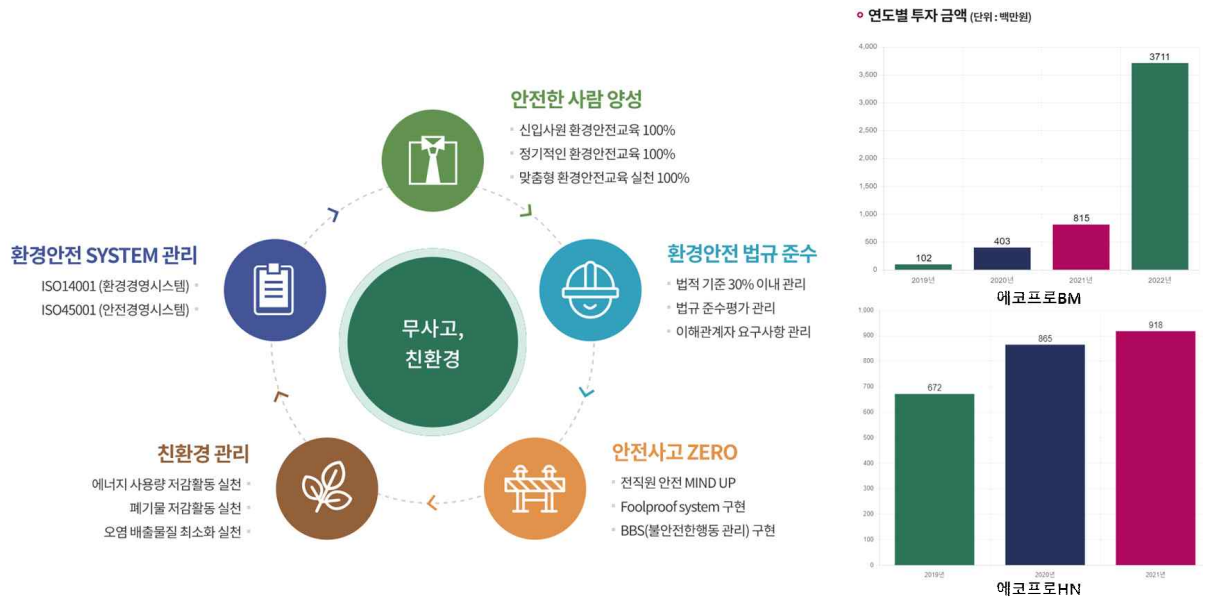 안전한 사람 양성
신입사원 환경안전교육 100%
정기적인 환경안전교육 100%
맞춤형 환경안전교육 실천 100%
환경안전 SYSTEM 관리
ISO14001 (환경경영시스템)
ISO45001 (안전경영시스템)
환경안전 법규 준수
법적 기준 30% 이내 관리
법규 준수평가 관리
이해관계자 요구사항 관리
무사고,
친환경
친환경 관리
에너지 사용량 저감활동 실천
폐기물 저감활동 실천
오염 배출물질 최소화 실천
안전사고 ZERO
전직원 안전 MIND UP
Foolproof system 구현
BBS(불안전한행동 관리) 구현
연도별 투자 금액 (단위 : 백만원)
4,000
3,500
3,000
2,500
2,000
1,500
1,000
500
0
102
403
815
3711
2019년
2020년
2021년
2022년
에코프로BM
1,000
900
800
700
600
500
400
300
200
100
0
672
865
918
2019년
2020년
2021년
에코프로HN